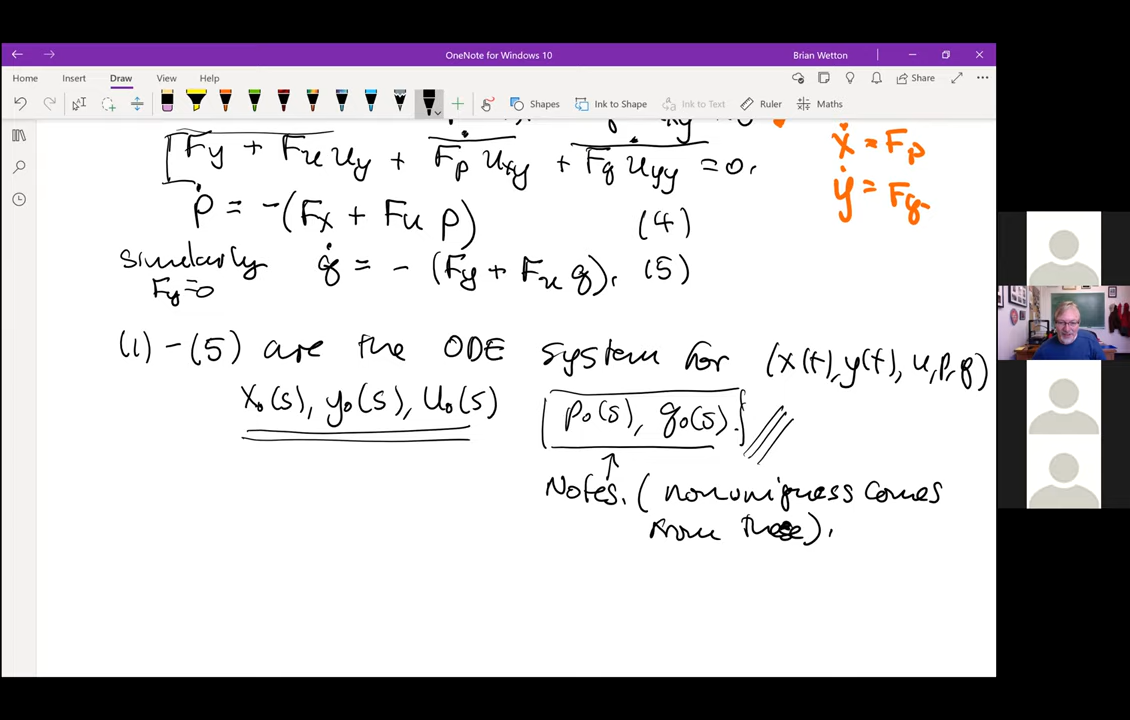 OneNote for Windows 10
Brian Wetton
Home Insert Draw View Help
Share
Shapes Ink to Shape Ink to Text Ruler Maths
Fy + Fu uy + Fp uxy + Fq uyy = 0.
ẋ = Fp
ẏ = Fq
ṗ = -(Fx + Fu p) (4)
Similarly q̇ = - (Fy + Fu q). (5)
Fy = 0
(1) - (5) are the ODE system for (x(t), y(t), u, p, q)
x₀(s), y₀(s), u₀(s) p₀(s), q₀(s).
↑
Notes. (nonuniqness comes
from these).